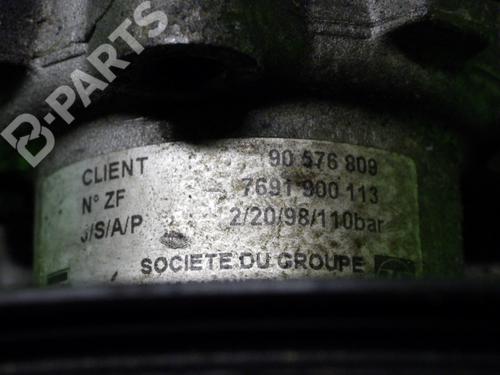 B-PARTS
CLIENT 90 576 809
N° ZF 7691 900 113
J/S/A/P 2/20/98/110bar
SOCIETE DU GROUPE